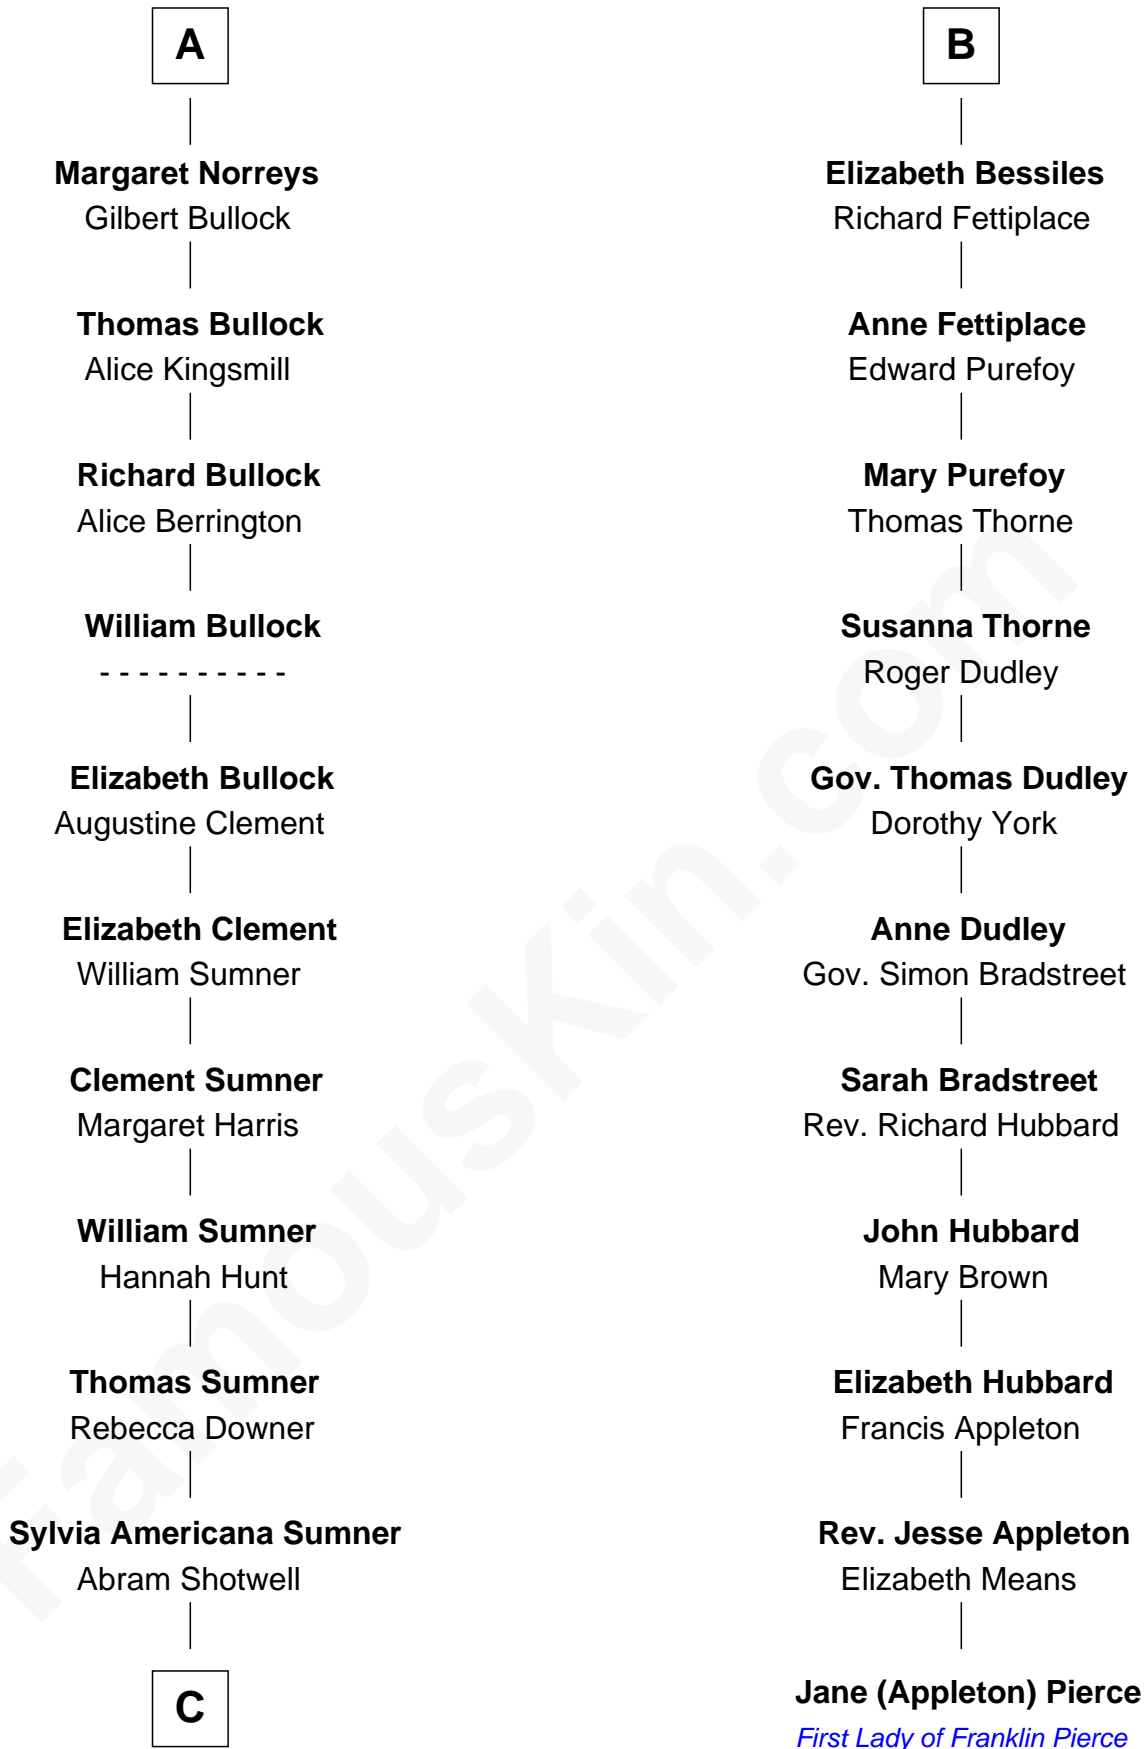 A
Margaret Norreys
Gilbert Bullock
Thomas Bullock
Alice Kingsmill
Richard Bullock
Alice Berrington
William Bullock
- - - - - - - - - -
Elizabeth Bullock
Augustine Clement
Elizabeth Clement
William Sumner
Clement Sumner
Margaret Harris
William Sumner
Hannah Hunt
Thomas Sumner
Rebecca Downer
Sylvia Americana Sumner
Abram Shotwell
C
B
Elizabeth Bessiles
Richard Fettiplace
Anne Fettiplace
Edward Purefoy
Mary Purefoy
Thomas Thorne
Susanna Thorne
Roger Dudley
Gov. Thomas Dudley
Dorothy York
Anne Dudley
Gov. Simon Bradstreet
Sarah Bradstreet
Rev. Richard Hubbard
John Hubbard
Mary Brown
Elizabeth Hubbard
Francis Appleton
Rev. Jesse Appleton
Elizabeth Means
Jane (Appleton) Pierce
First Lady of Franklin Pierce
FamousKin.com